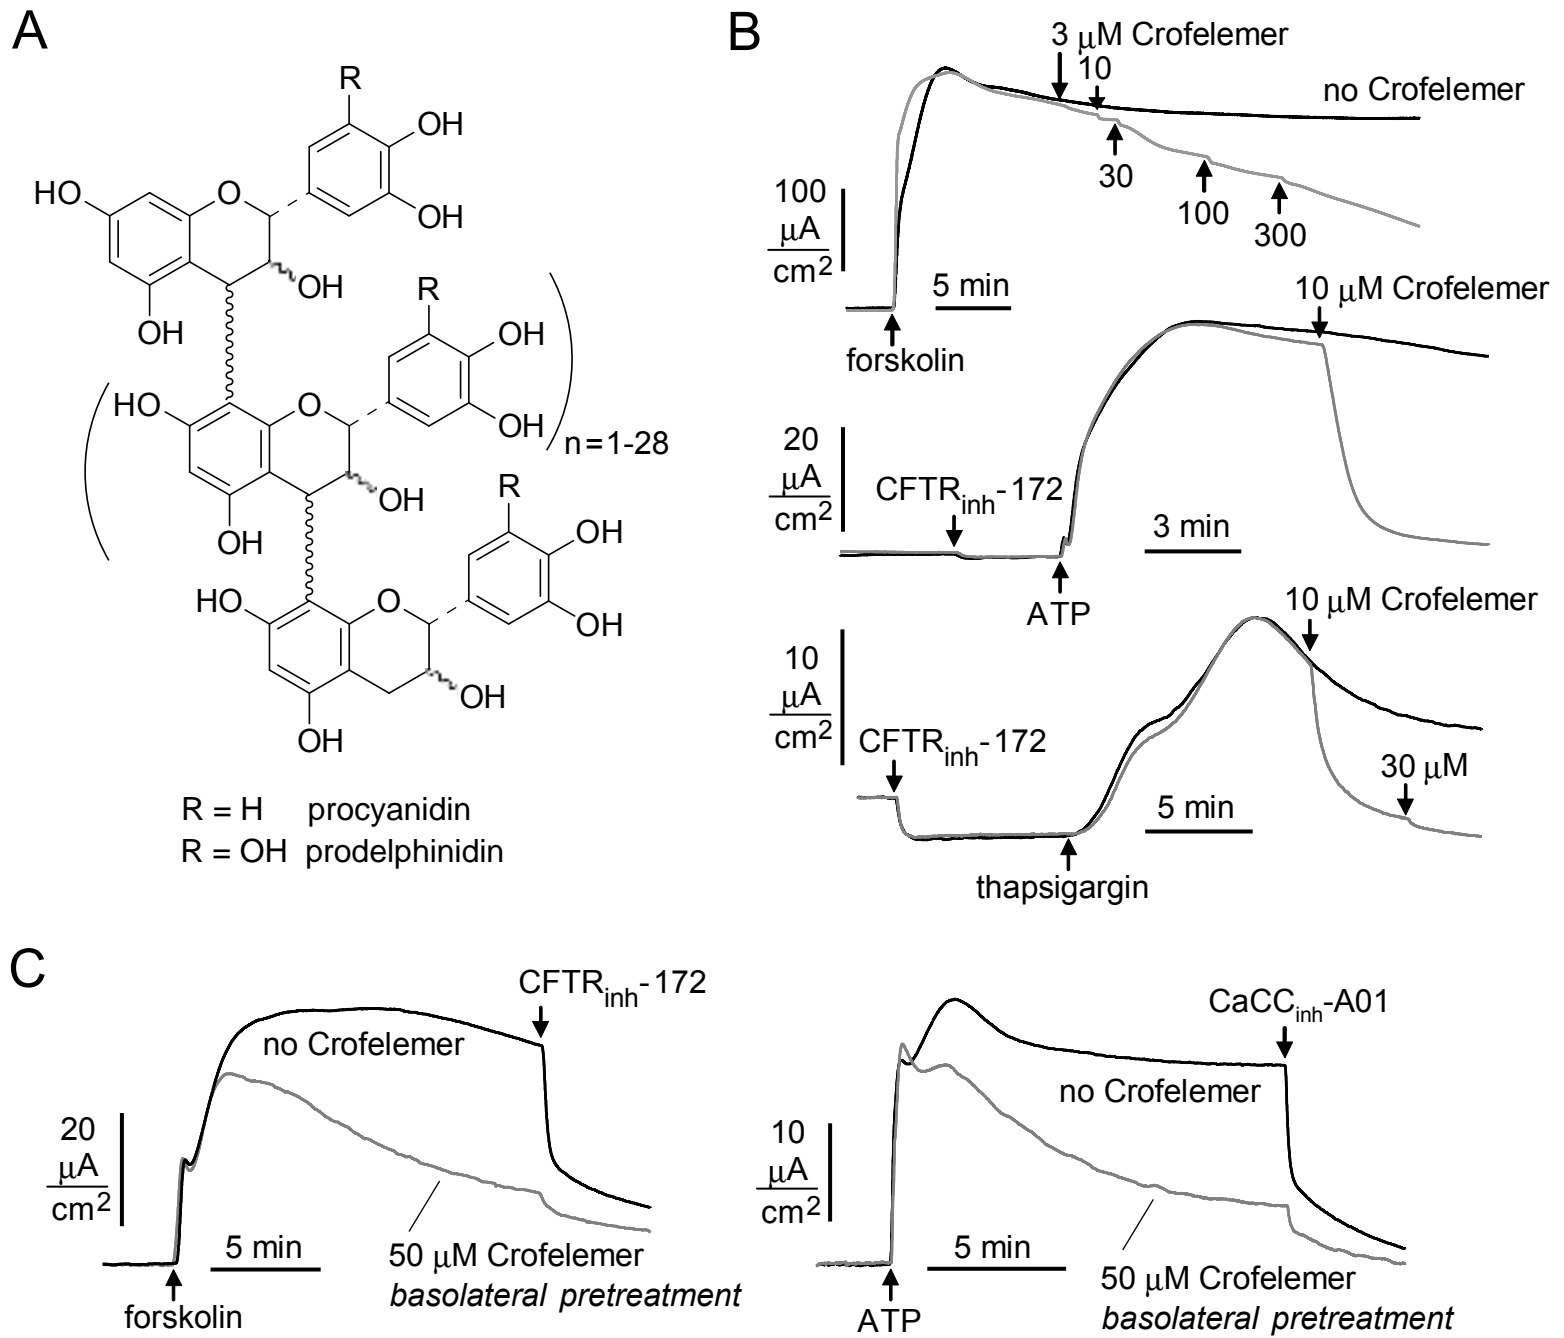 A
R
OH
OH
HO
O
OH
OH
R
OH
OH
HO
O
OH
OH
n=1-28
R
OH
OH
HO
O
OH
OH
R = H procyanidin
R = OH prodelphinidin
B
3 μM Crofelemer
10
no Crofelemer
30
100
300
100
μA
cm2
5 min
forskolin
10 μM Crofelemer
20
μA
cm2
CFTRinh-172
3 min
ATP
10 μM Crofelemer
10
μA
cm2
CFTRinh-172
30 μM
5 min
thapsigargin
C
CFTRinh-172
no Crofelemer
20
μA
cm2
5 min
50 μM Crofelemer
basolateral pretreatment
forskolin
CaCCinh-A01
no Crofelemer
10
μA
cm2
5 min
50 μM Crofelemer
basolateral pretreatment
ATP